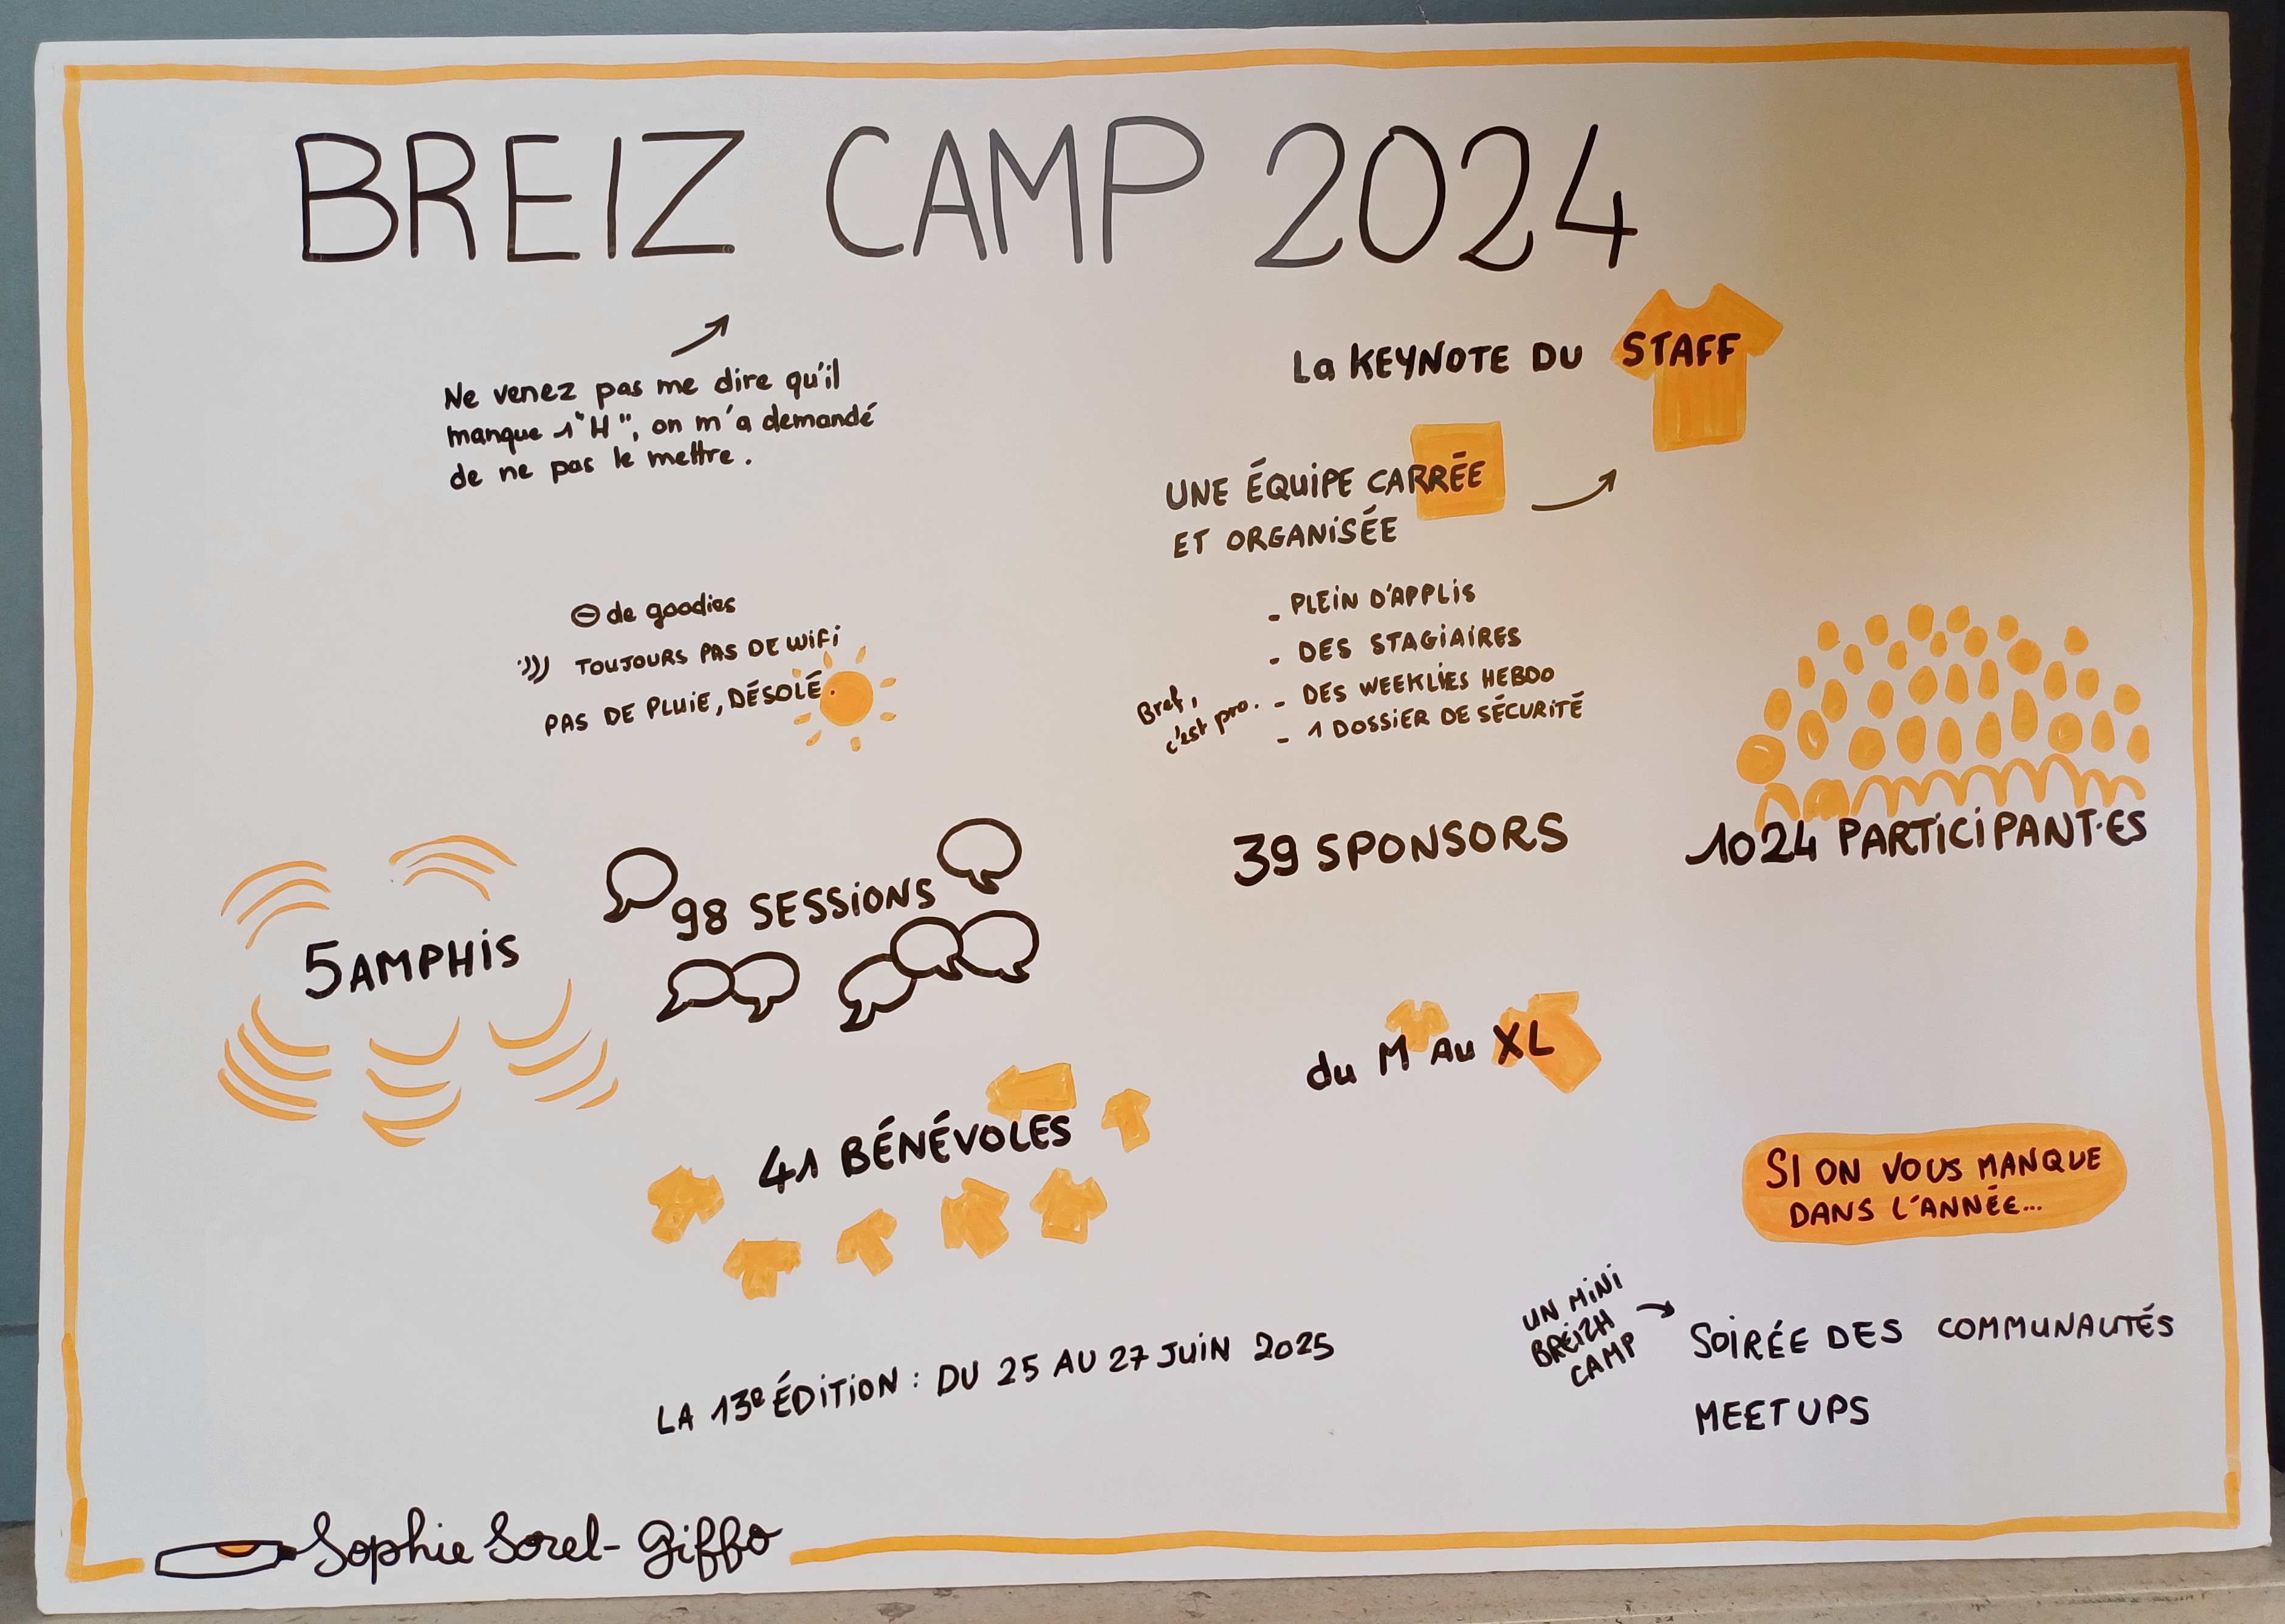 BREIZ CAMP 2024
Ne venez pas me dire qu'il
manque 1 "H", on m'a demandé
de ne pas le mettre.
La KEYNOTE DU STAFF
UNE ÉQUIPE CARRÉE
ET ORGANISÉE
- PLEIN D'APPLIS
- DES STAGIAIRES
- DES WEEKLIES HEBDO
- 1 DOSSIER DE SÉCURITÉ
Bref,
c'est pro.
⊖ de goodies
TOUJOURS PAS DE WIFI
PAS DE PLUIE, DÉSOLÉ.
5 AMPHIS
98 SESSIONS
39 SPONSORS
1024 PARTICIPANT·ES
41 BÉNÉVOLES
du M AU XL
SI ON VOUS MANQUE
DANS L'ANNÉE...
UN MINI
BREIZH
CAMP
SOIRÉE DES COMMUNAUTÉS
MEETUPS
LA 13e ÉDITION : DU 25 AU 27 JUIN 2025
Sophie Sorel-Giffo